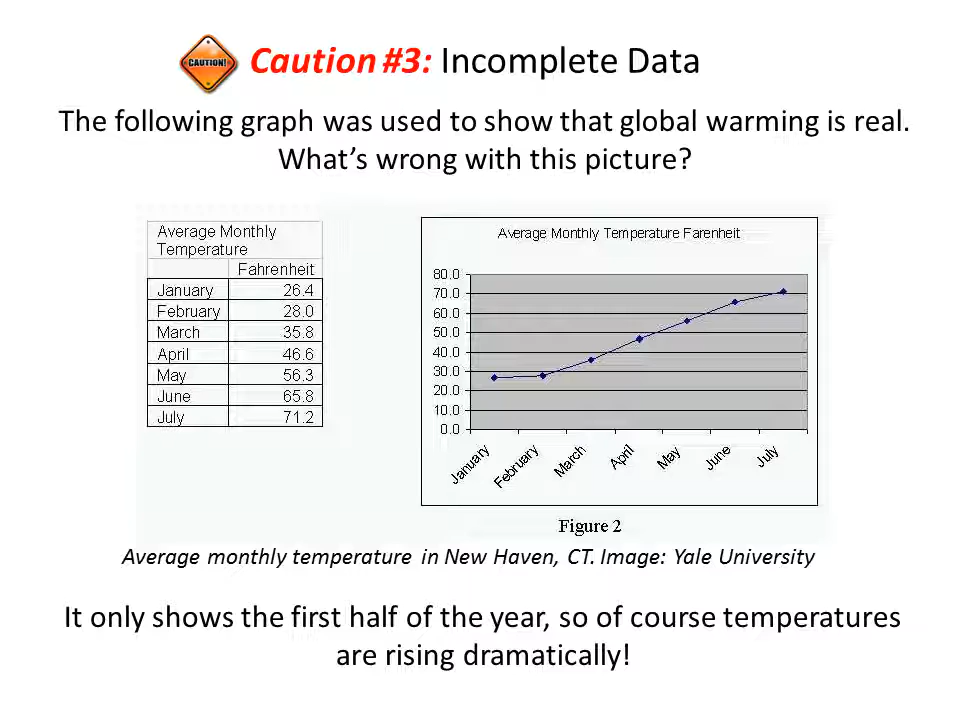 CAUTION!
Caution #3: Incomplete Data
The following graph was used to show that global warming is real.
What's wrong with this picture?
Average Monthly
Temperature
Fahrenheit
January 26.4
February 28.0
March 35.8
April 46.6
May 56.3
June 65.8
July 71.2
Average Monthly Temperature Farenheit
80.0
70.0
60.0
50.0
40.0
30.0
20.0
10.0
0.0
January
February
March
April
May
June
July
Figure 2
Average monthly temperature in New Haven, CT. Image: Yale University
It only shows the first half of the year, so of course temperatures
are rising dramatically!